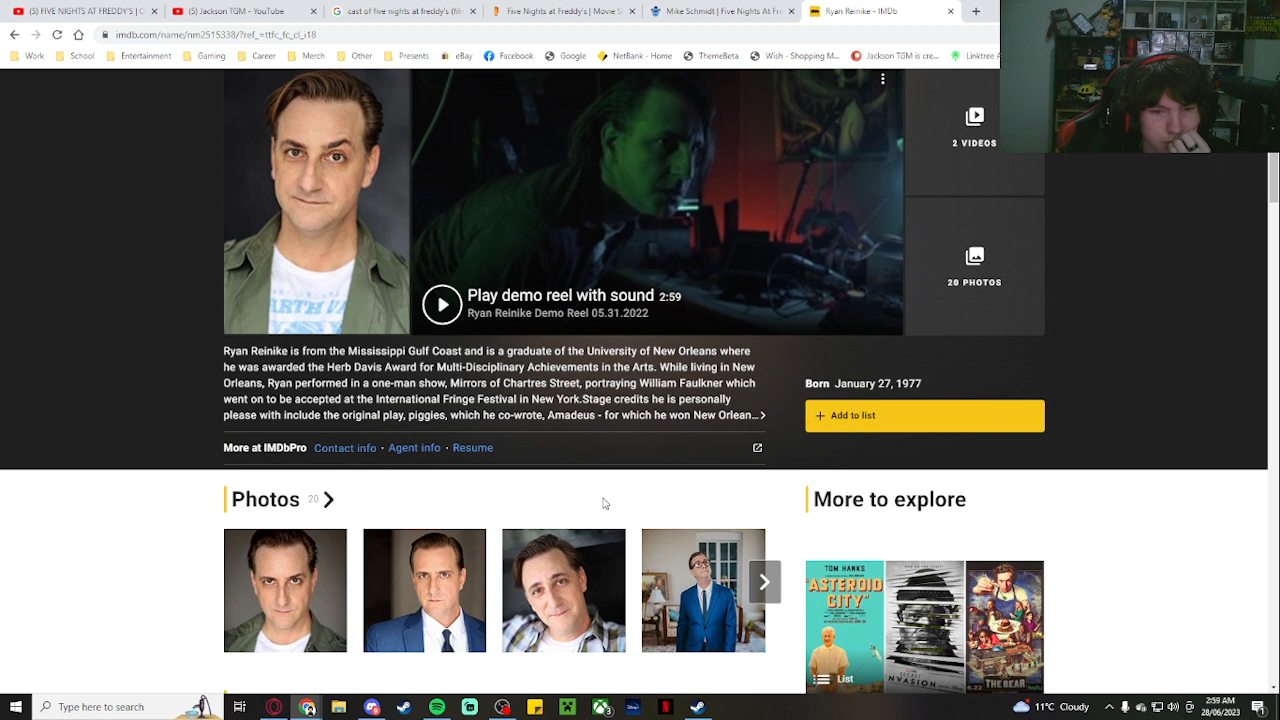 (5) FIVE NIGHTS AT FREDDY'S: C
(5) Jackson TGM - YouTube
cast of five nights at freddy's (fil
Five Nights at Freddy's | Movie S
Mike Schmidt | Five Nights At Fr
Ryan Reinike - IMDb
imdb.com/name/nm2515338/?ref_=ttfc_fc_cl_i18
Work School Entertainment Gaming Career Merch Other Presents eBay Facebook Google NetBank - Home ThemeBeta Wish - Shopping M... Jackson TGM is cre... Linktree A
2 VIDEOS
20 PHOTOS
Play demo reel with sound 2:59
Ryan Reinike Demo Reel 05.31.2022
Ryan Reinike is from the Mississippi Gulf Coast and is a graduate of the University of New Orleans where
he was awarded the Herb Davis Award for Multi-Disciplinary Achievements in the Arts. While living in New
Orleans, Ryan performed in a one-man show, Mirrors of Chartres Street, portraying William Faulkner which
went on to be accepted at the International Fringe Festival in New York.Stage credits he is personally
please with include the original play, piggies, which he co-wrote, Amadeus - for which he won New Orlean...
Born January 27, 1977
Add to list
More at IMDbPro Contact info · Agent info · Resume
Photos 20
More to explore
TOM HANKS
"ASTEROID
CITY"
NVASION
THE BEAR
6.22 hulu
List
Type here to search
11°C Cloudy
2:59 AM
28/06/2023